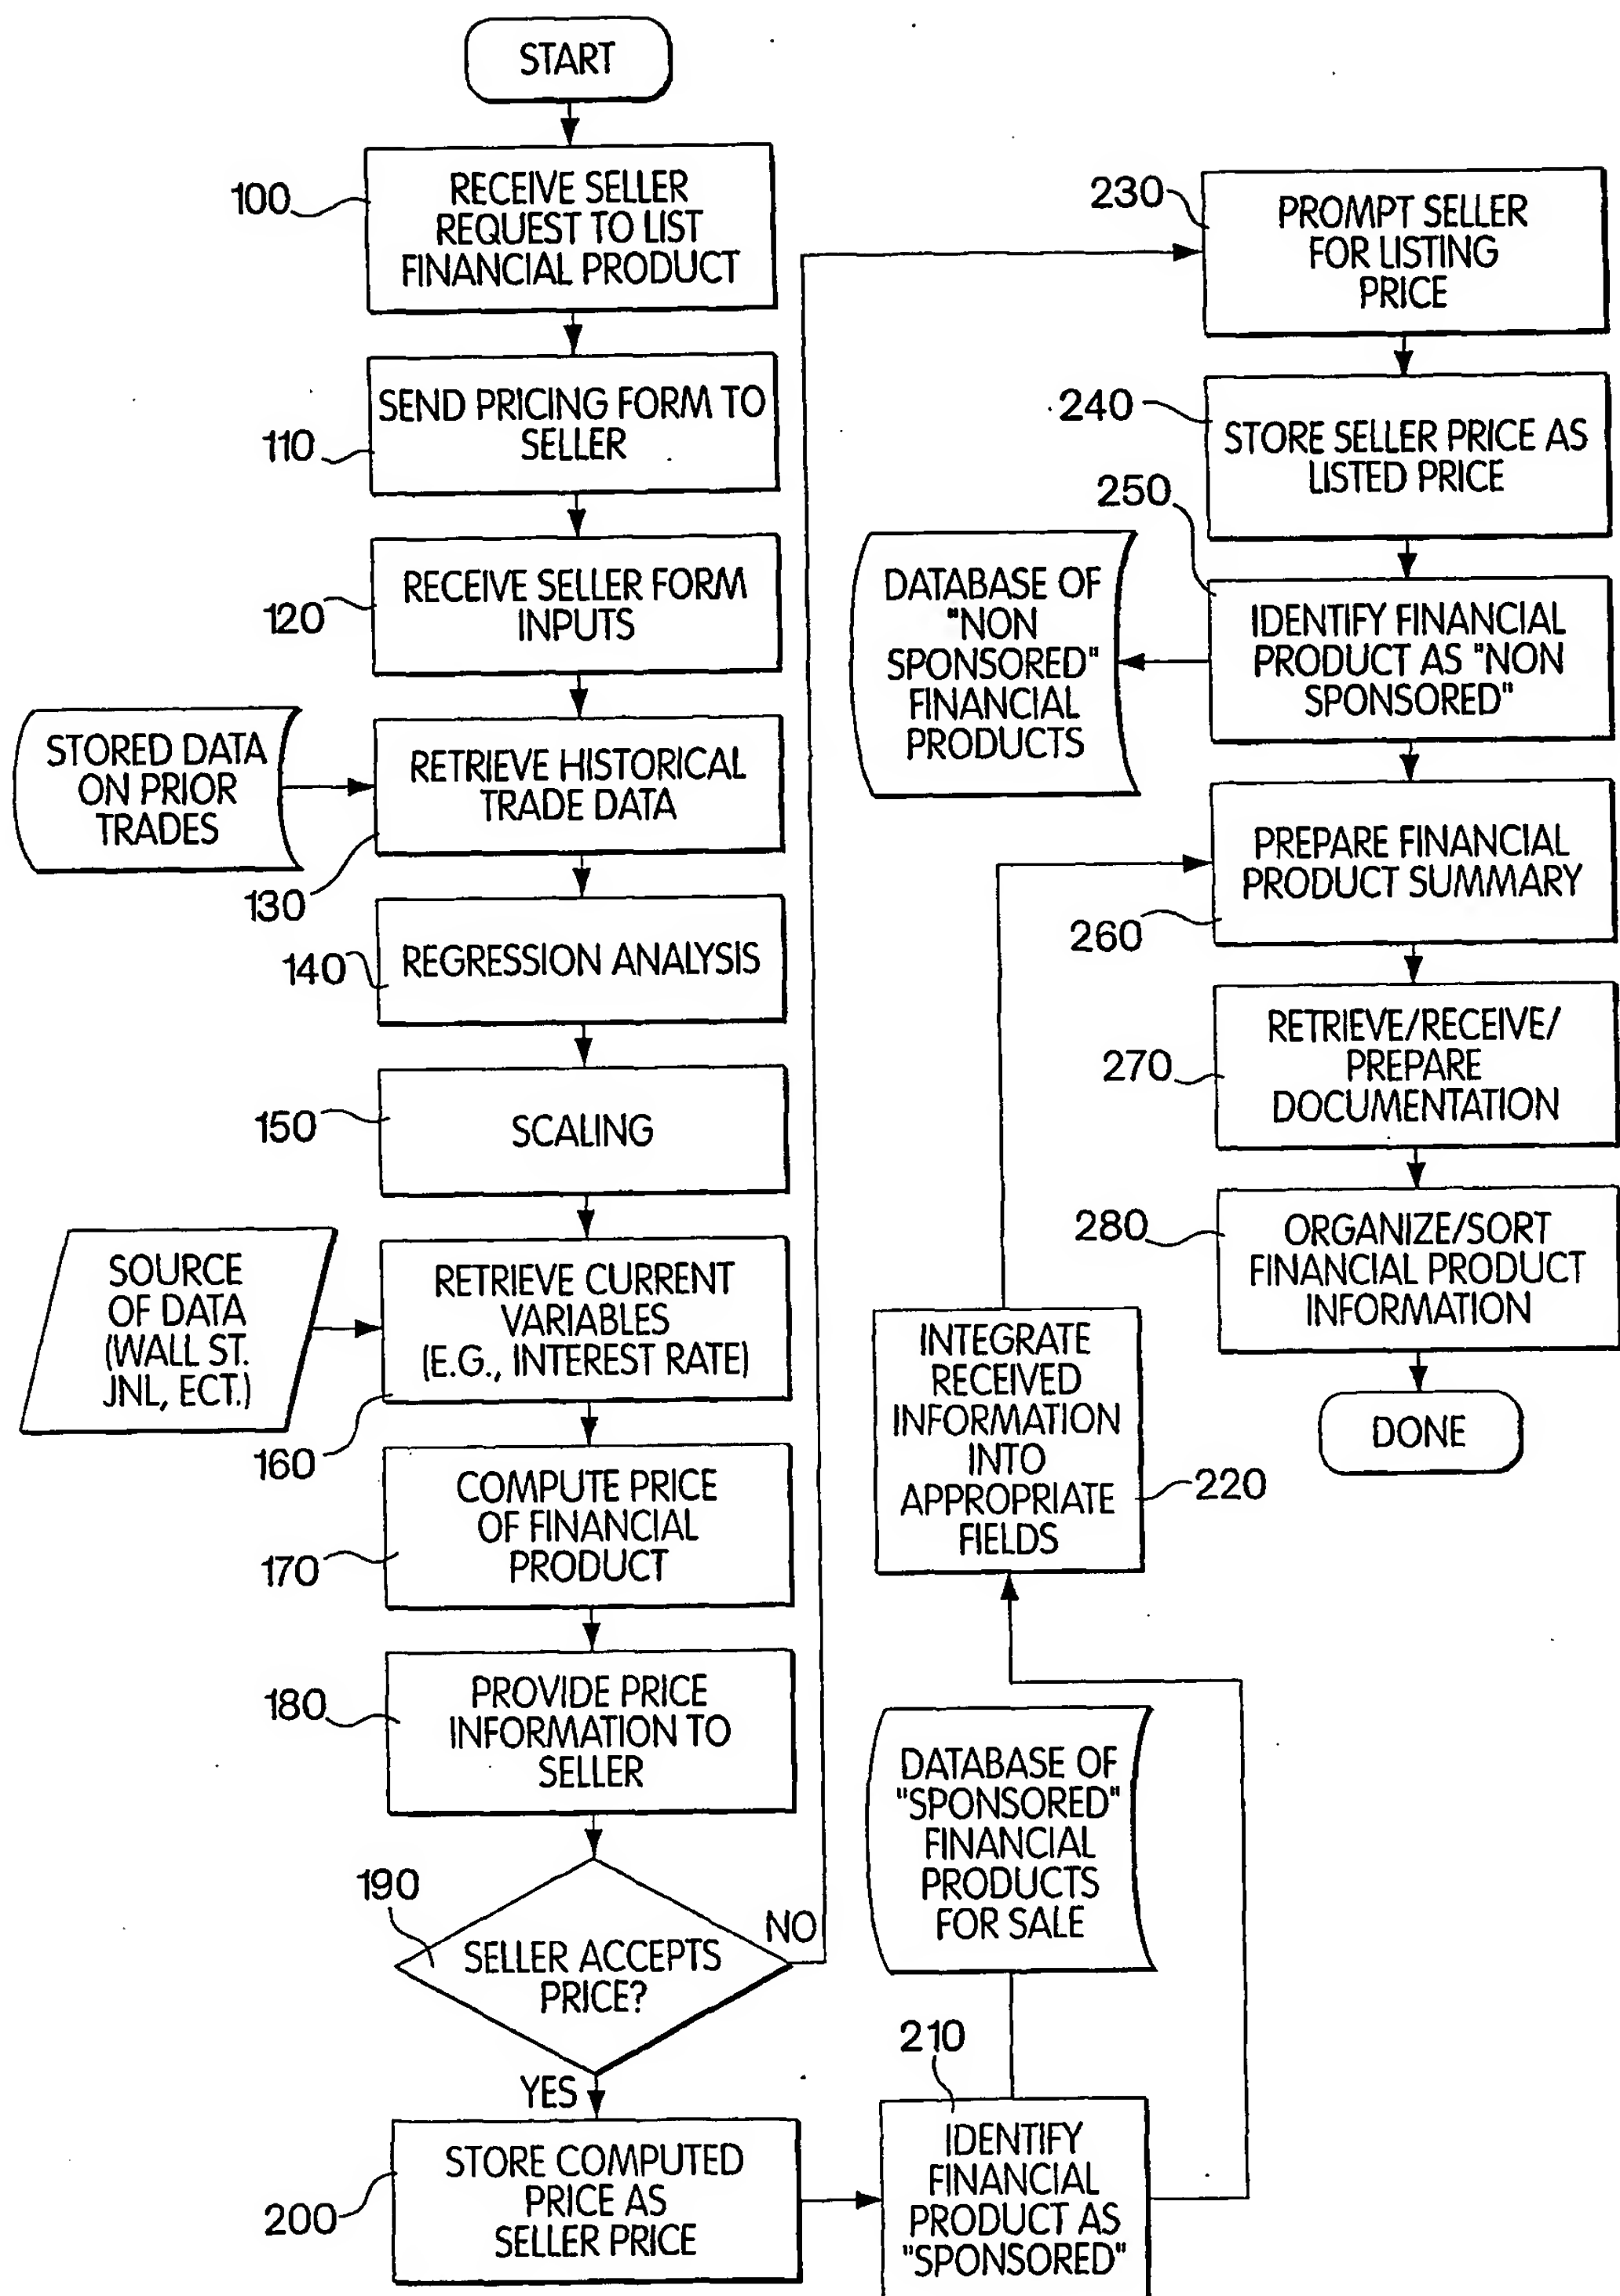 START
100
RECEIVE SELLER
REQUEST TO LIST
FINANCIAL PRODUCT
110
SEND PRICING FORM TO
SELLER
120
RECEIVE SELLER FORM
INPUTS
STORED DATA
ON PRIOR
TRADES
RETRIEVE HISTORICAL
TRADE DATA
130
140
REGRESSION ANALYSIS
150
SCALING
SOURCE
OF DATA
(WALL ST.
JNL, ECT.)
RETRIEVE CURRENT
VARIABLES
(E.G., INTEREST RATE)
160
COMPUTE PRICE
OF FINANCIAL
PRODUCT
170
180
PROVIDE PRICE
INFORMATION TO
SELLER
190
SELLER ACCEPTS
PRICE?
NO
YES
200
STORE COMPUTED
PRICE AS
SELLER PRICE
210
IDENTIFY
FINANCIAL
PRODUCT AS
"SPONSORED"
DATABASE OF
"SPONSORED"
FINANCIAL
PRODUCTS
FOR SALE
INTEGRATE
RECEIVED
INFORMATION
INTO
APPROPRIATE
FIELDS
220
230
PROMPT SELLER
FOR LISTING
PRICE
240
STORE SELLER PRICE AS
LISTED PRICE
250
IDENTIFY FINANCIAL
PRODUCT AS "NON
SPONSORED"
DATABASE OF
"NON
SPONSORED"
FINANCIAL
PRODUCTS
PREPARE FINANCIAL
PRODUCT SUMMARY
260
270
RETRIEVE/RECEIVE/
PREPARE
DOCUMENTATION
280
ORGANIZE/SORT
FINANCIAL PRODUCT
INFORMATION
DONE